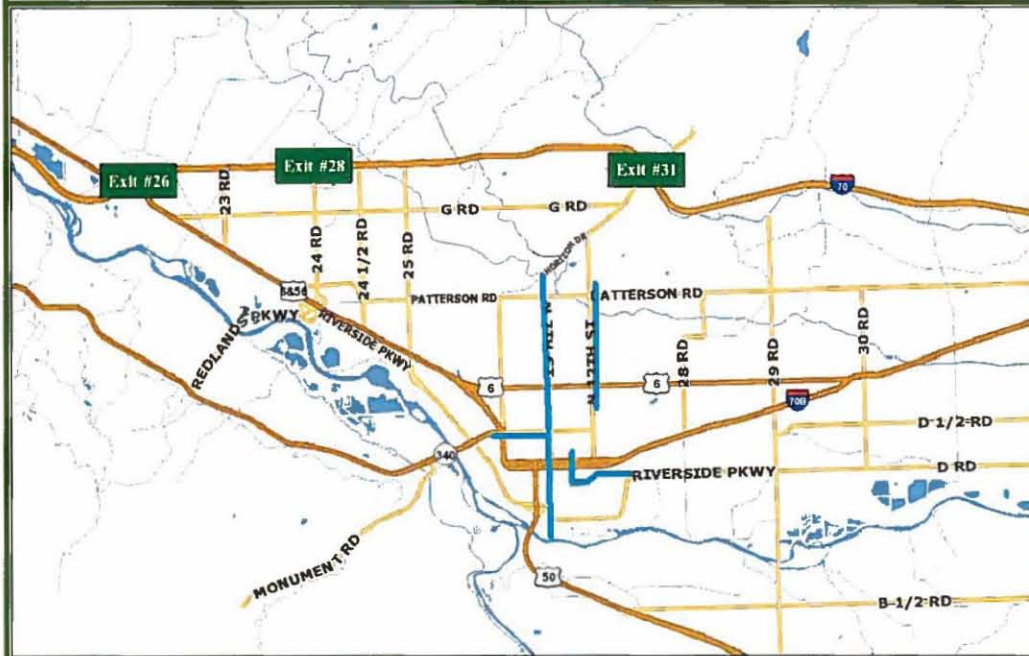 Exit #26
Exit #28
Exit #31
70
23 RD
G RD
G RD
24 RD
24 1/2 RD
25 RD
HORIZON DR
6&50
PATTERSON RD
PATTERSON RD
REDLANDS PKWY
RIVERSIDE PKWY
N 12TH ST
28 RD
29 RD
30 RD
6
6
70B
D 1/2 RD
340
RIVERSIDE PKWY
D RD
MONUMENT RD
50
B 1/2 RD